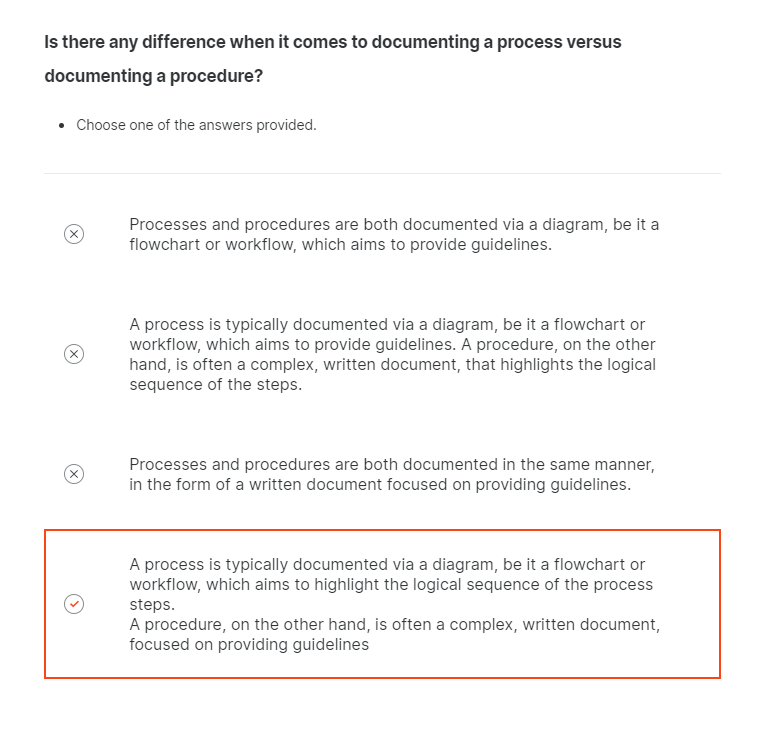 Is there any difference when it comes to documenting a process versus
documenting a procedure?
Choose one of the answers provided.
Processes and procedures are both documented via a diagram, be it a
flowchart or workflow, which aims to provide guidelines.
A process is typically documented via a diagram, be it a flowchart or
workflow, which aims to provide guidelines. A procedure, on the other
hand, is often a complex, written document, that highlights the logical
sequence of the steps.
Processes and procedures are both documented in the same manner,
in the form of a written document focused on providing guidelines.
A process is typically documented via a diagram, be it a flowchart or
workflow, which aims to highlight the logical sequence of the process
steps.
A procedure, on the other hand, is often a complex, written document,
focused on providing guidelines